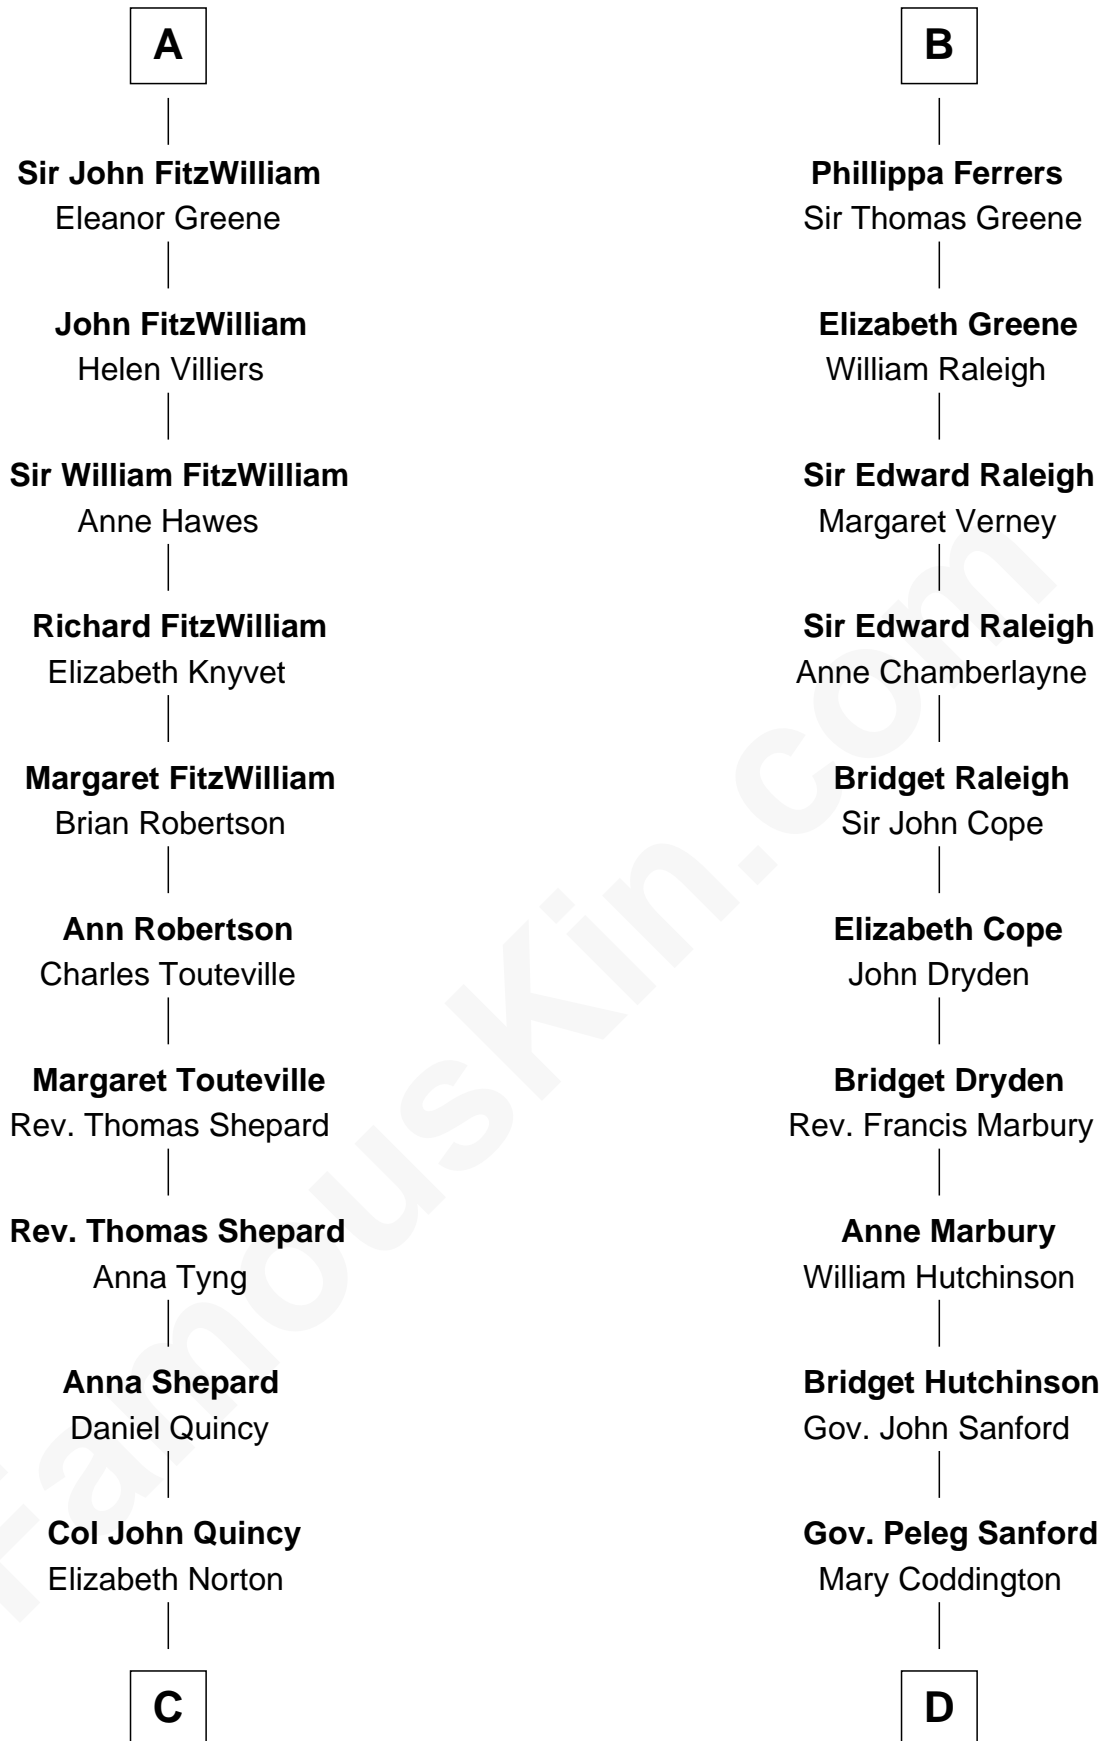 A
Sir John FitzWilliam
Eleanor Greene
John FitzWilliam
Helen Villiers
Sir William FitzWilliam
Anne Hawes
Richard FitzWilliam
Elizabeth Knyvet
Margaret FitzWilliam
Brian Robertson
Ann Robertson
Charles Touteville
Margaret Touteville
Rev. Thomas Shepard
Rev. Thomas Shepard
Anna Tyng
Anna Shepard
Daniel Quincy
Col John Quincy
Elizabeth Norton
C
B
Phillippa Ferrers
Sir Thomas Greene
Elizabeth Greene
William Raleigh
Sir Edward Raleigh
Margaret Verney
Sir Edward Raleigh
Anne Chamberlayne
Bridget Raleigh
Sir John Cope
Elizabeth Cope
John Dryden
Bridget Dryden
Rev. Francis Marbury
Anne Marbury
William Hutchinson
Bridget Hutchinson
Gov. John Sanford
Gov. Peleg Sanford
Mary Coddington
D
FamousKin.com